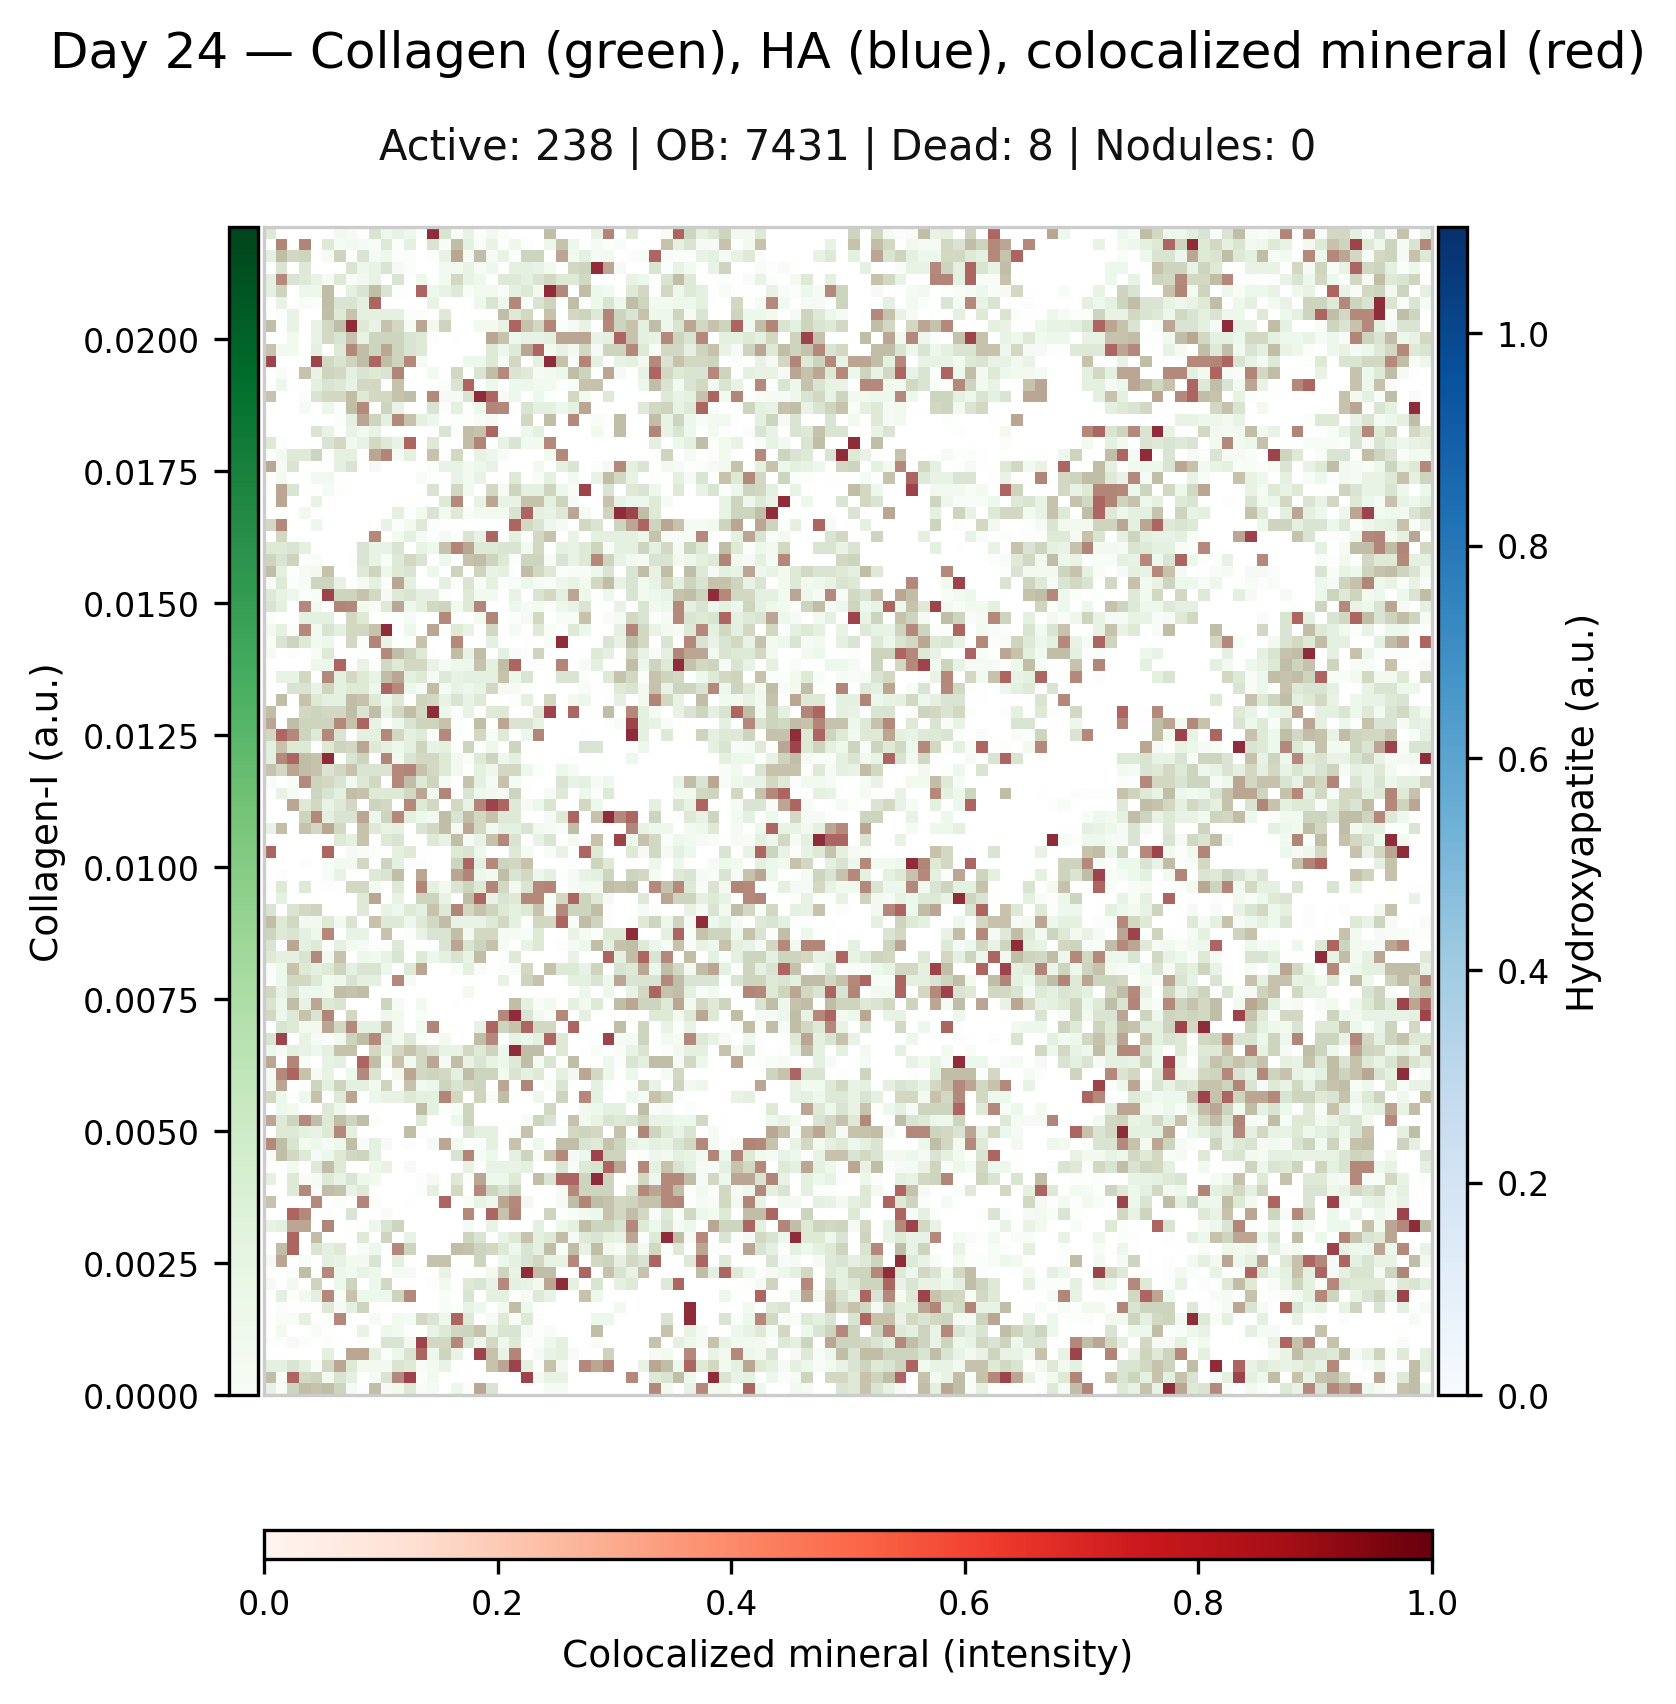 Day 24 — Collagen (green), HA (blue), colocalized mineral (red)
Active: 238 | OB: 7431 | Dead: 8 | Nodules: 0
Collagen-I (a.u.)
0.0200
0.0175
0.0150
0.0125
0.0100
0.0075
0.0050
0.0025
0.0000
1.0
0.8
0.6
0.4
0.2
0.0
Hydroxyapatite (a.u.)
0.0 0.2 0.4 0.6 0.8 1.0
Colocalized mineral (intensity)